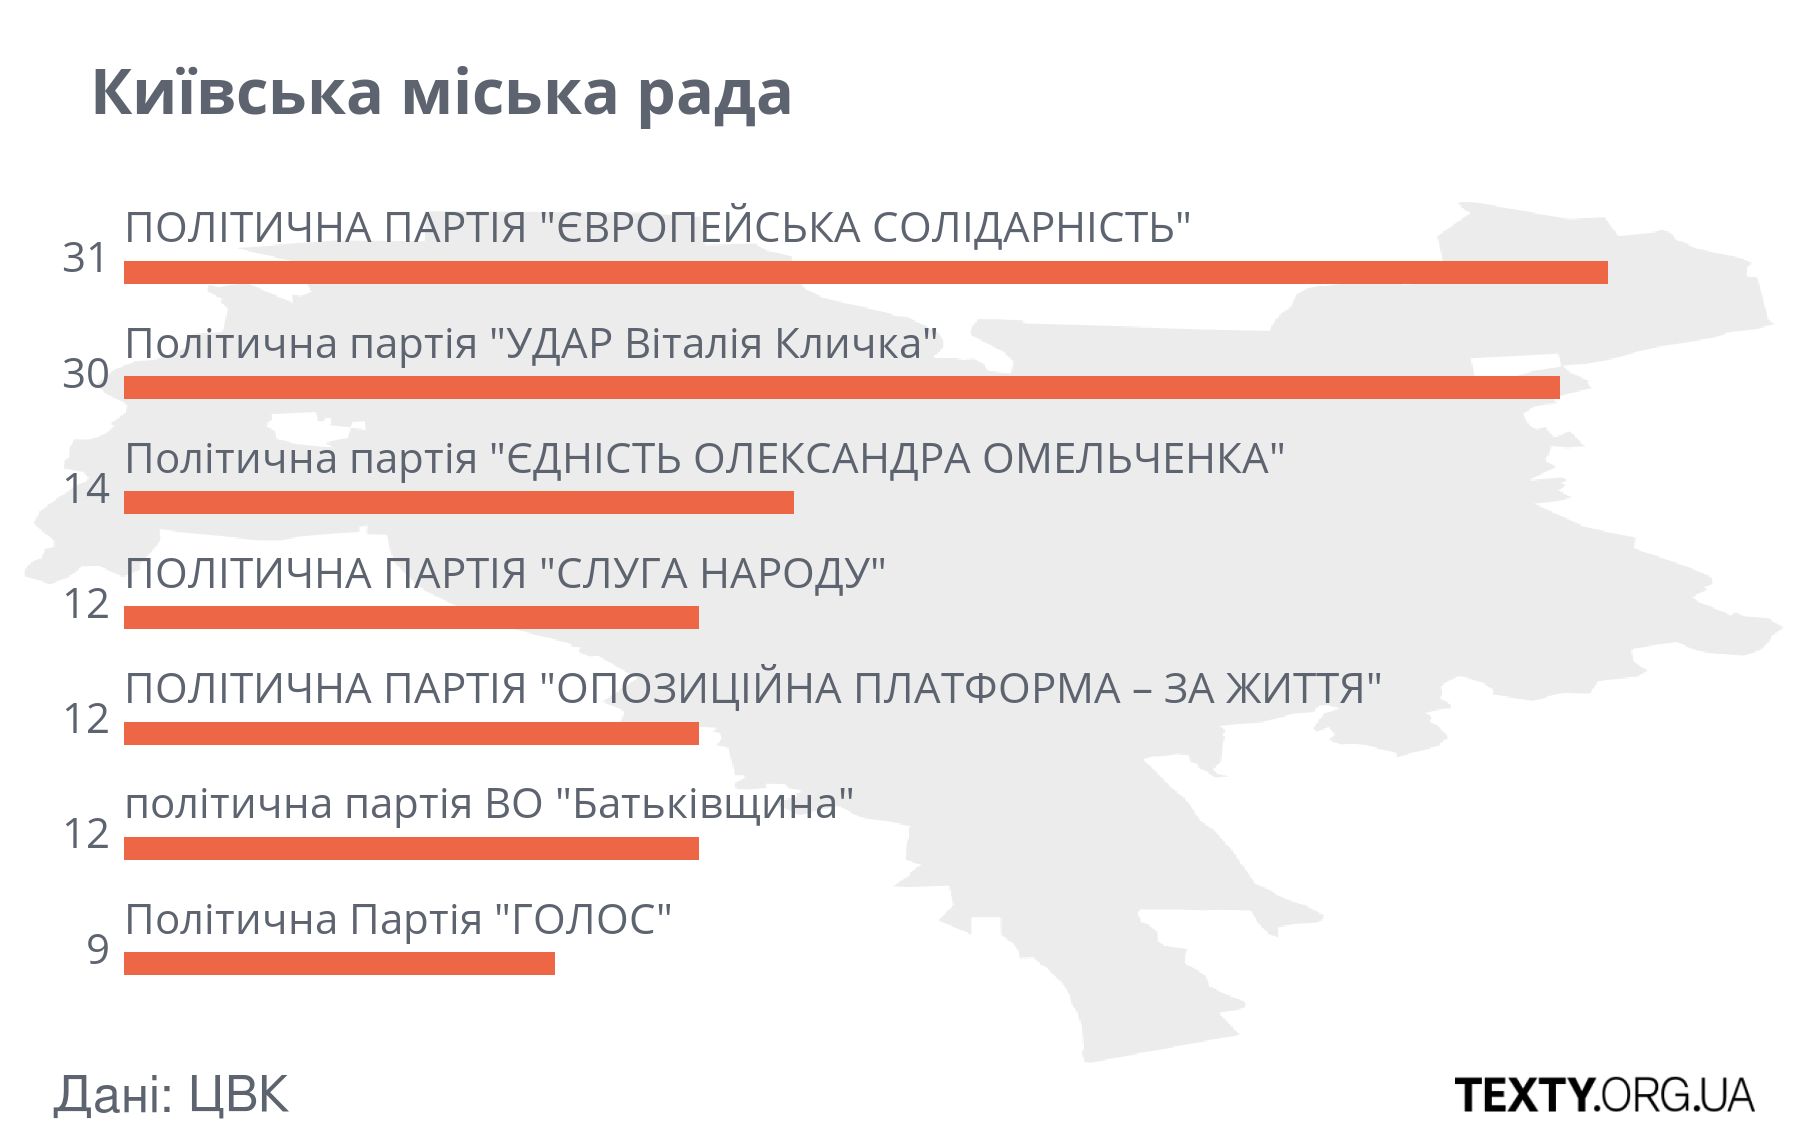 Київська міська рада
ПОЛІТИЧНА ПАРТІЯ "ЄВРОПЕЙСЬКА СОЛІДАРНІСТЬ"
31
Політична партія "УДАР Віталія Кличка"
30
Політична партія "ЄДНІСТЬ ОЛЕКСАНДРА ОМЕЛЬЧЕНКА"
14
ПОЛІТИЧНА ПАРТІЯ "СЛУГА НАРОДУ"
12
ПОЛІТИЧНА ПАРТІЯ "ОПОЗИЦІЙНА ПЛАТФОРМА – ЗА ЖИТТЯ"
12
політична партія ВО "Батьківщина"
12
Політична Партія "ГОЛОС"
9
Дані: ЦВК
TEXTY.ORG.UA